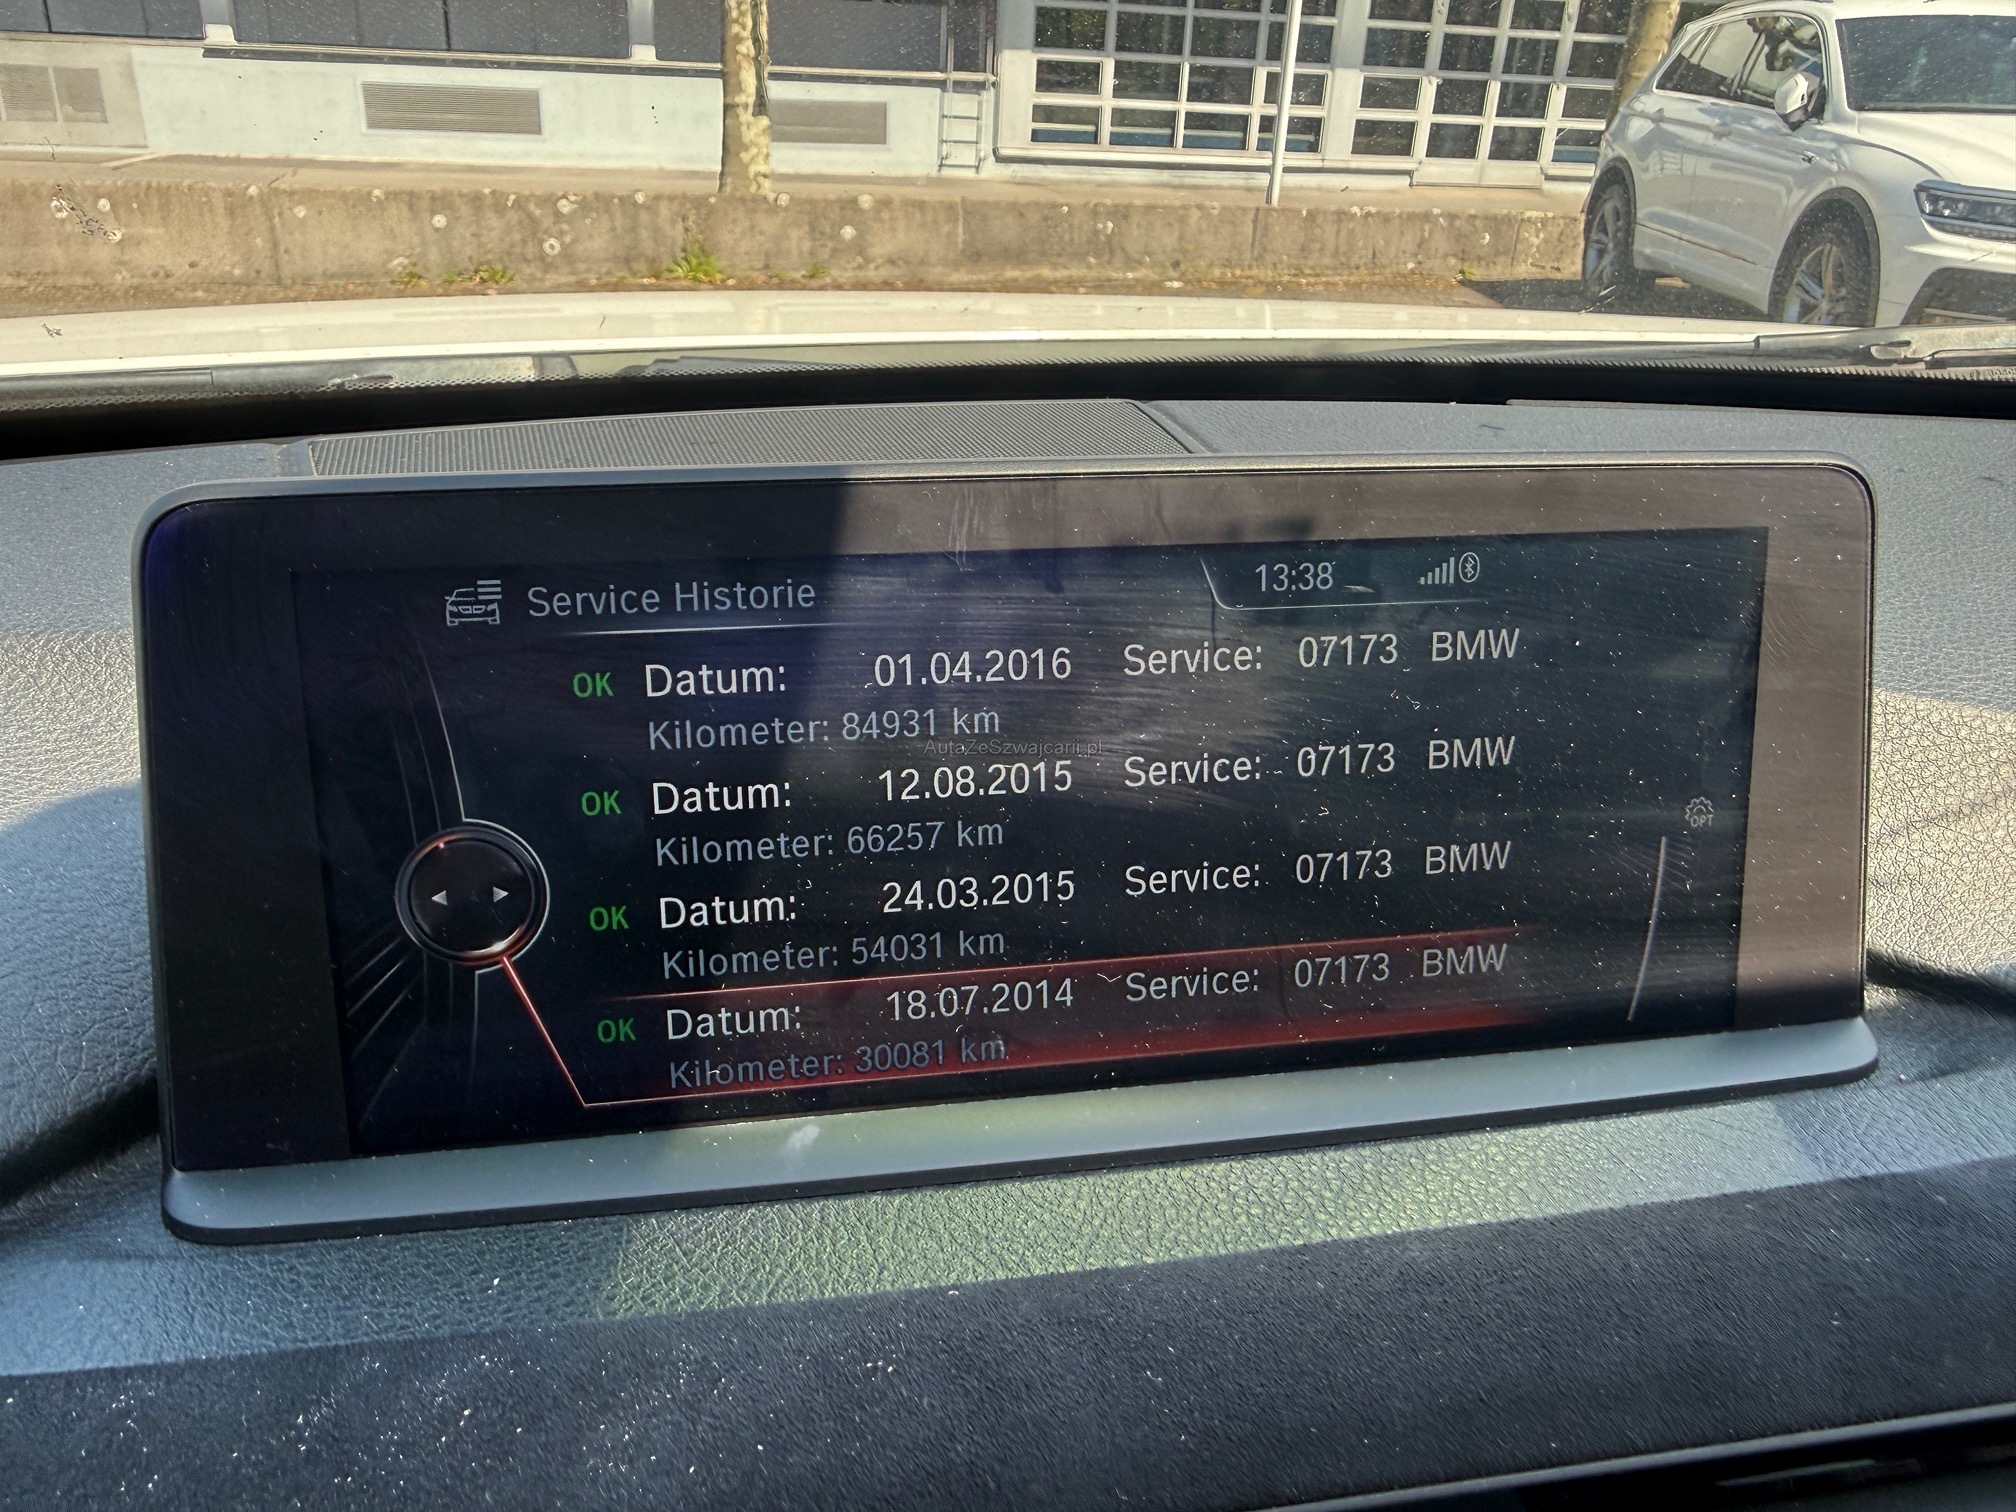 Service Historie
13:38
OK Datum: 01.04.2016 Service: 07173 BMW
Kilometer: 84931 km
AutaZeSzwajcarii.pl
OK Datum: 12.08.2015 Service: 07173 BMW
Kilometer: 66257 km
OPT
OK Datum: 24.03.2015 Service: 07173 BMW
Kilometer: 54031 km
OK Datum: 18.07.2014 Service: 07173 BMW
Kilometer: 30081 km